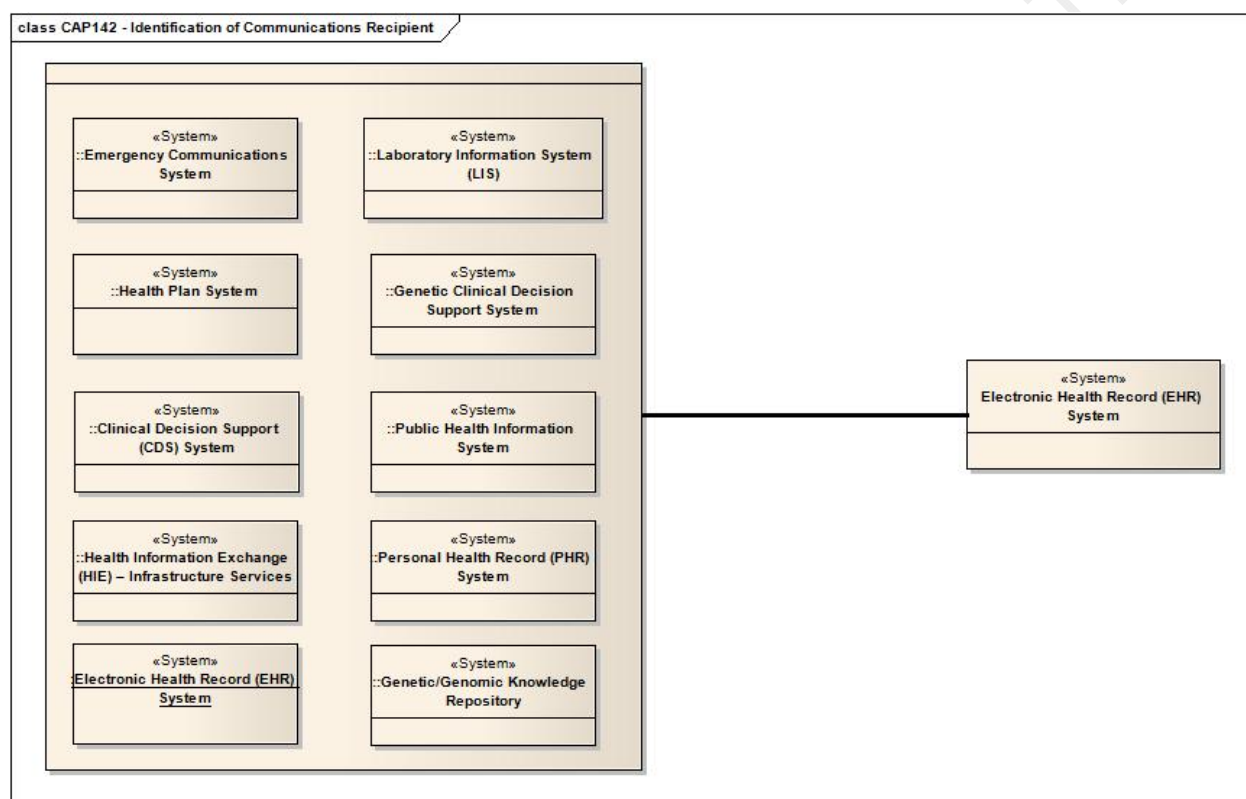 class CAP142 - Identification of Communications Recipient
«System»
::Emergency Communications
System
«System»
::Laboratory Information System
(LIS)
«System»
::Health Plan System
«System»
::Genetic Clinical Decision
Support System
«System»
::Clinical Decision Support
(CDS) System
«System»
::Public Health Information
System
«System»
Electronic Health Record (EHR)
System
«System»
::Health Information Exchange
(HIE) – Infrastructure Services
«System»
::Personal Health Record (PHR)
System
«System»
:Electronic Health Record (EHR)
System
«System»
::Genetic/Genomic Knowledge
Repository